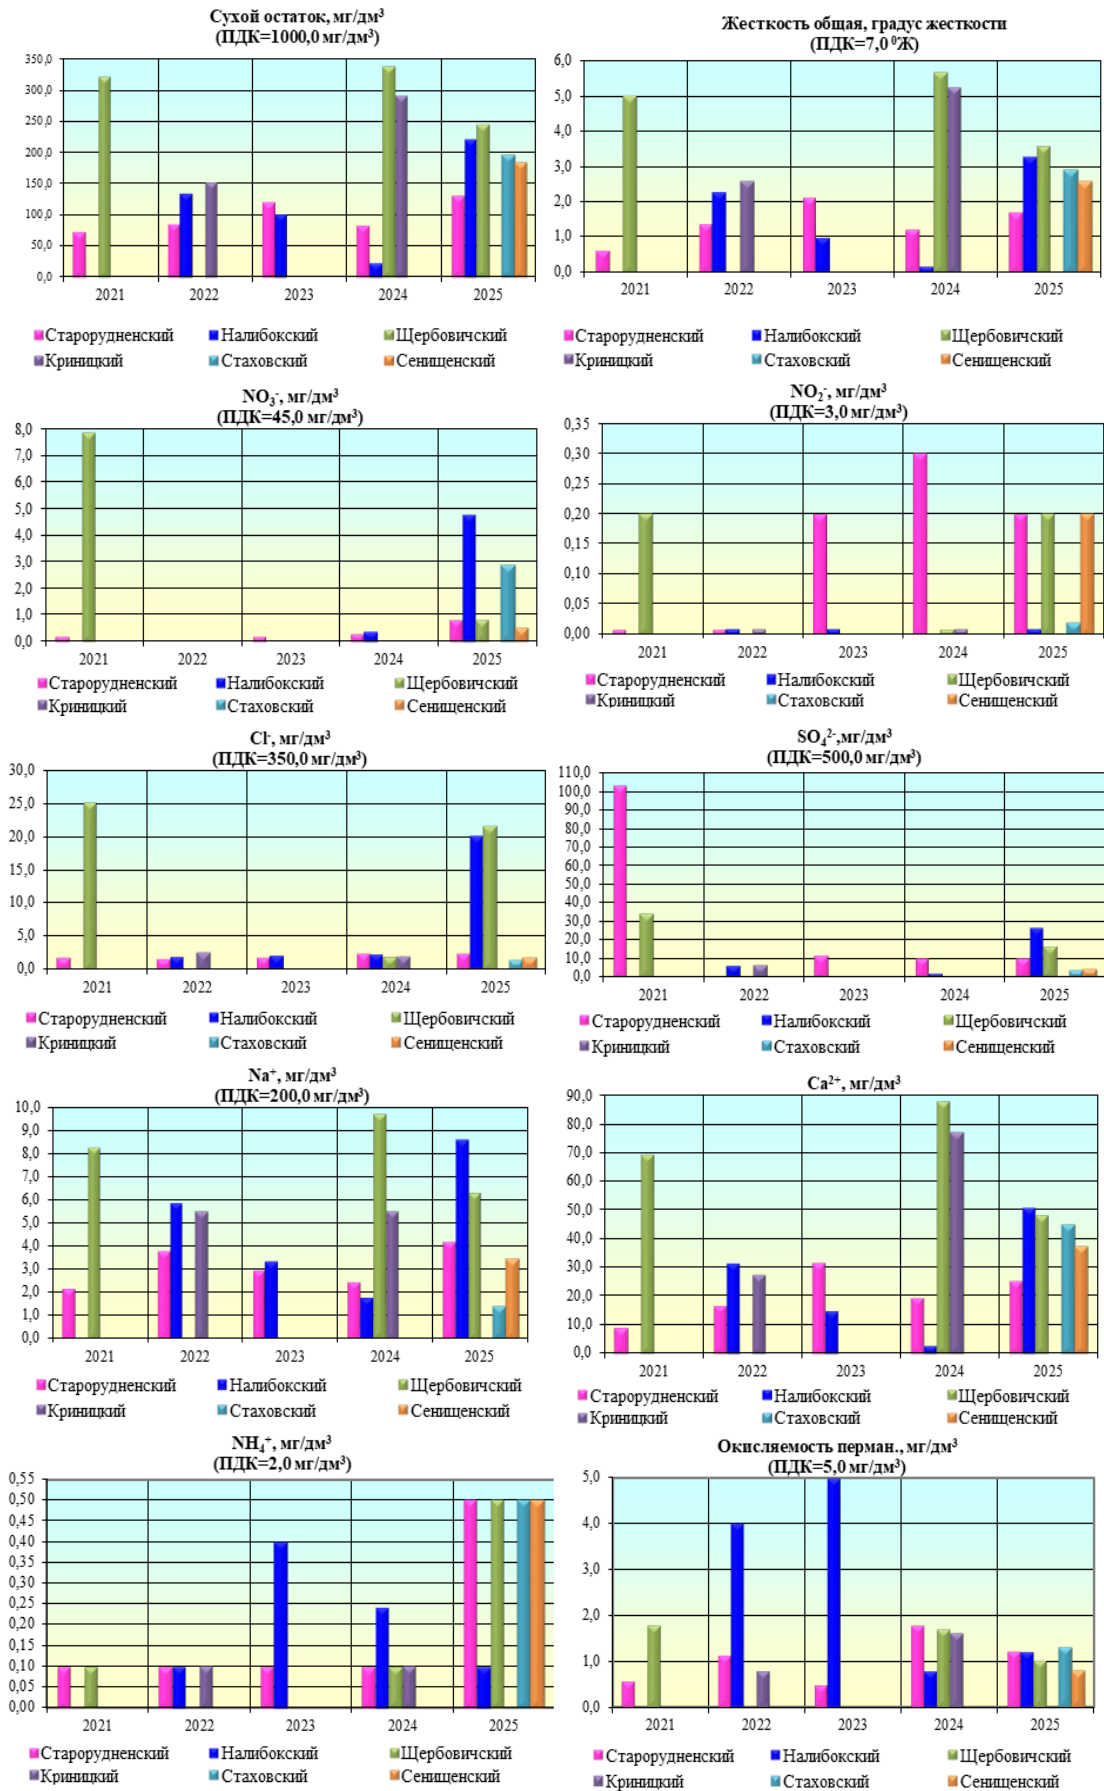 Сухой остаток, мг/дм³
(ПДК=1000,0 мг/дм³)
350,0
300,0
250,0
200,0
150,0
100,0
50,0
0,0
2021 2022 2023 2024 2025
Старорудненский Налибокский Щербовичский
Криницкий Стаховский Сенищенский
Жесткость общая, градус жесткости
(ПДК=7,0 ⁰Ж)
6,0
5,0
4,0
3,0
2,0
1,0
0,0
2021 2022 2023 2024 2025
Старорудненский Налибокский Щербовичский
Криницкий Стаховский Сенищенский
NO₃⁻, мг/дм³
(ПДК=45,0 мг/дм³)
8,0
7,0
6,0
5,0
4,0
3,0
2,0
1,0
0,0
2021 2022 2023 2024 2025
Старорудненский Налибокский Щербовичский
Криницкий Стаховский Сенищенский
NO₂⁻, мг/дм³
(ПДК=3,0 мг/дм³)
0,35
0,30
0,20
0,15
0,10
0,05
0,00
2021 2022 2023 2024 2025
Старорудненский Налибокский Щербовичский
Криницкий Стаховский Сенищенский
Cl⁻, мг/дм³
(ПДК=350,0 мг/дм³)
30,0
25,0
20,0
15,0
10,0
5,0
0,0
2021 2022 2023 2024 2025
Старорудненский Налибокский Щербовичский
Криницкий Стаховский Сенищенский
SO₄²⁻,мг/дм³
(ПДК=500,0 мг/дм³)
110,0
100,0
90,0
80,0
70,0
60,0
50,0
40,0
30,0
20,0
10,0
0,0
2021 2022 2023 2024 2025
Старорудненский Налибокский Щербовичский
Криницкий Стаховский Сенищенский
Na⁺, мг/дм³
(ПДК=200,0 мг/дм³)
10,0
9,0
8,0
7,0
6,0
5,0
4,0
3,0
2,0
1,0
0,0
2021 2022 2023 2024 2025
Старорудненский Налибокский Щербовичский
Криницкий Стаховский Сенищенский
Ca²⁺, мг/дм³
90,0
80,0
70,0
60,0
50,0
40,0
30,0
20,0
10,0
0,0
2021 2022 2023 2024 2025
Старорудненский Налибокский Щербовичский
Криницкий Стаховский Сенищенский
NH₄⁺, мг/дм³
(ПДК=2,0 мг/дм³)
0,55
0,50
0,45
0,40
0,35
0,30
0,25
0,20
0,15
0,10
0,05
0,00
2021 2022 2023 2024 2025
Старорудненский Налибокский Щербовичский
Криницкий Стаховский Сенищенский
Окисляемость перман., мг/дм³
(ПДК=5,0 мг/дм³)
5,0
4,0
3,0
2,0
1,0
0,0
2021 2022 2023 2024 2025
Старорудненский Налибокский Щербовичский
Криницкий Стаховский Сенищенский